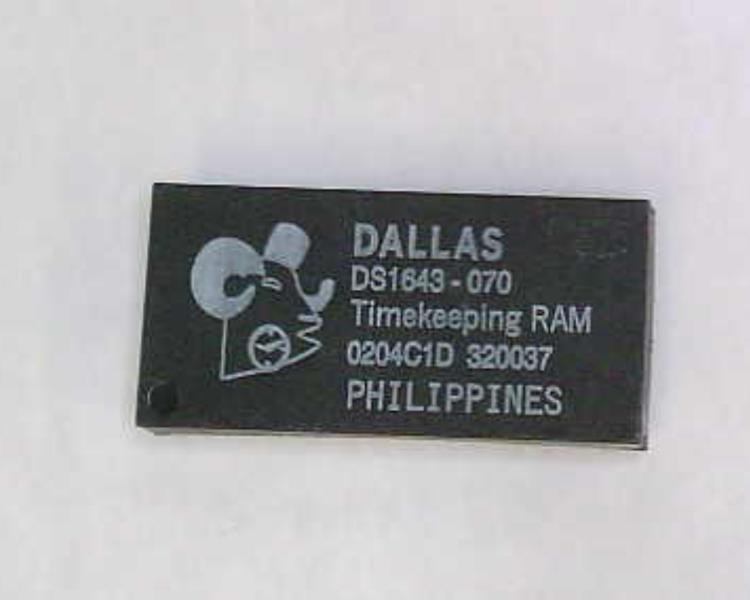 DALLAS
DS1643-070
Timekeeping RAM
0204C1D 320037
PHILIPPINES